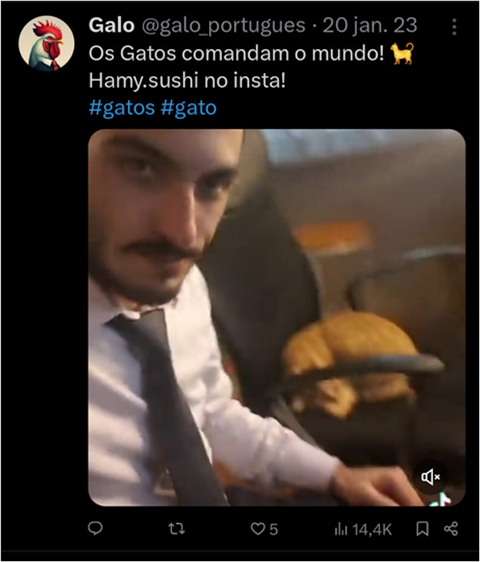 Galo @galo_portugues · 20 jan. 23
Os Gatos comandam o mundo! 🐈
Hamy.sushi no insta!
#gatos #gato
5
14,4K